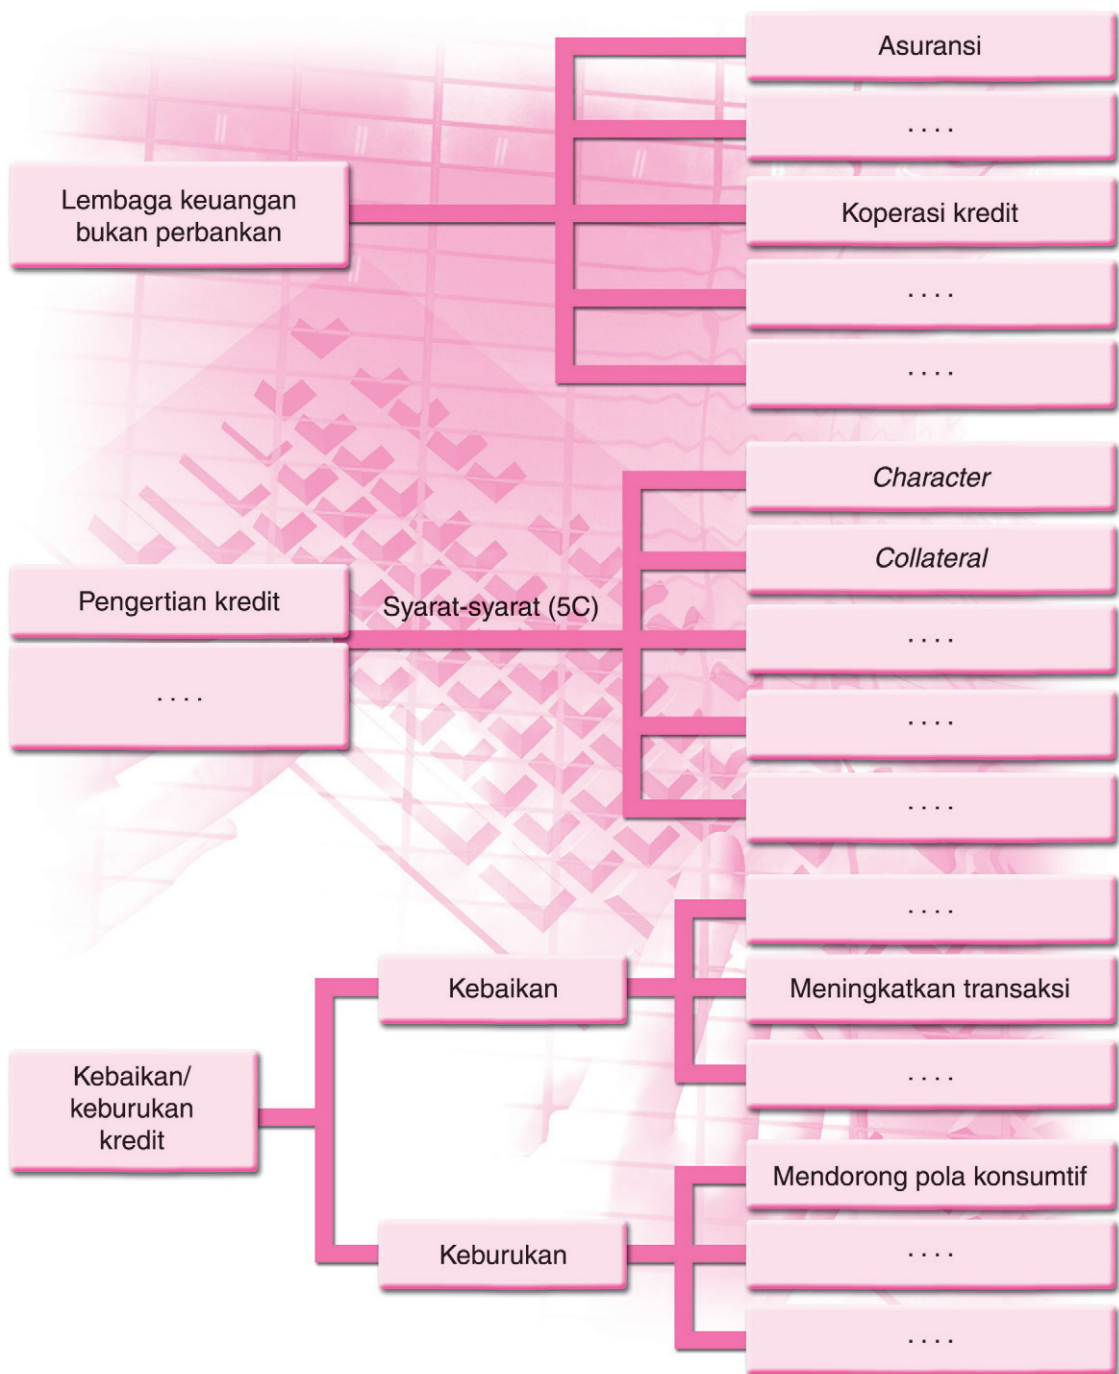 Asuransi
. . . .
Lembaga keuangan
bukan perbankan
Koperasi kredit
. . . .
. . . .
Character
Collateral
Pengertian kredit
Syarat-syarat (5C)
. . . .
. . . .
. . . .
. . . .
. . . .
Kebaikan
Meningkatkan transaksi
. . . .
Kebaikan/
keburukan
kredit
Mendorong pola konsumtif
Keburukan
. . . .
. . . .